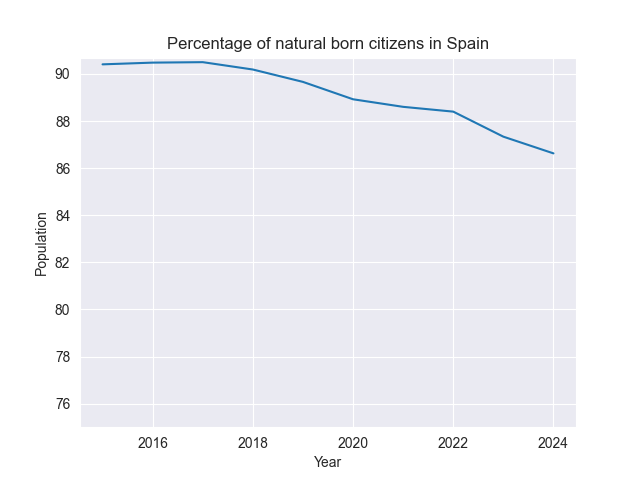 Percentage of natural born citizens in Spain
90
88
86
84
82
80
78
76
Population
2016 2018 2020 2022 2024
Year